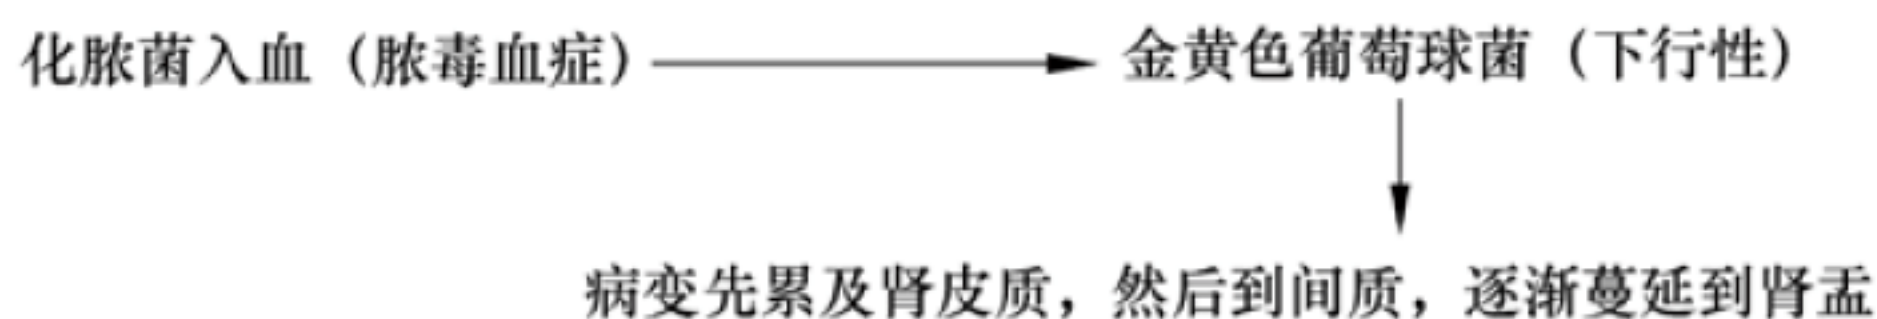 化脓菌入血（脓毒血症） 金黄色葡萄球菌（下行性）
病变先累及肾皮质，然后到间质，逐渐蔓延到肾盂